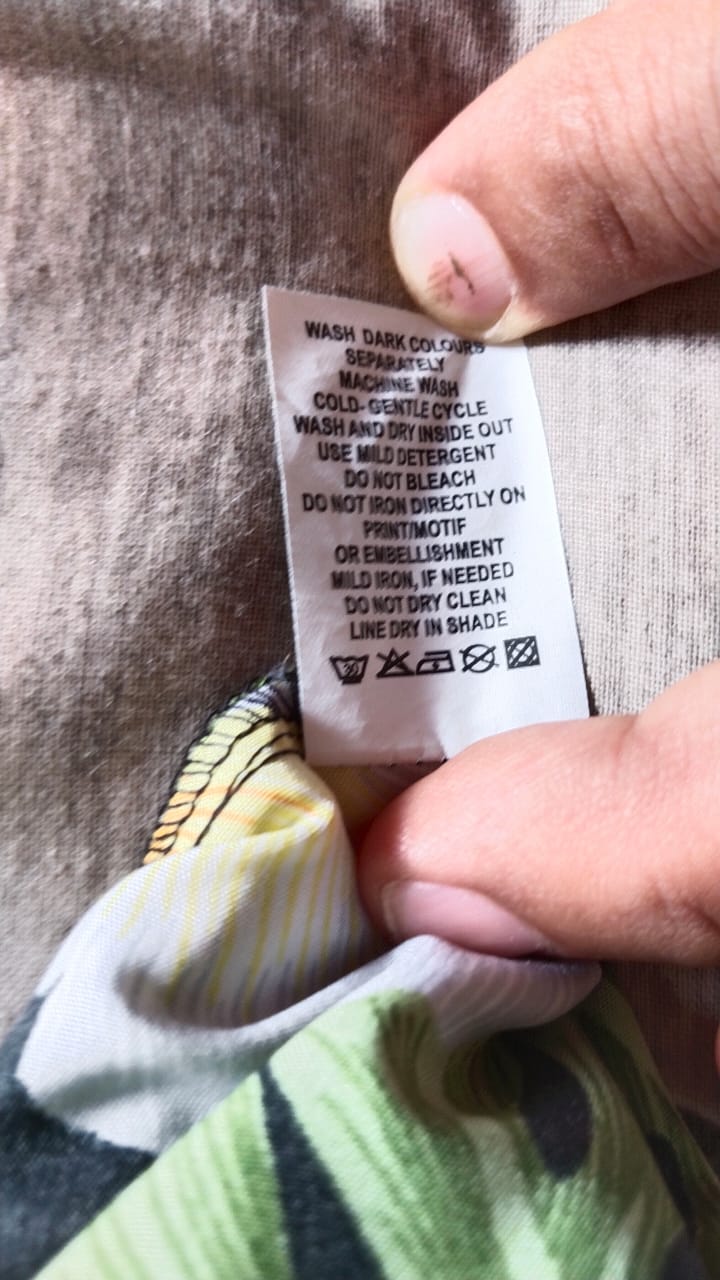 WASH DARK COLOURS
SEPARATELY
MACHINE WASH
COLD- GENTLE CYCLE
WASH AND DRY INSIDE OUT
USE MILD DETERGENT
DO NOT BLEACH
DO NOT IRON DIRECTLY ON
PRINT/MOTIF
OR EMBELLISHMENT
MILD IRON, IF NEEDED
DO NOT DRY CLEAN
LINE DRY IN SHADE
30